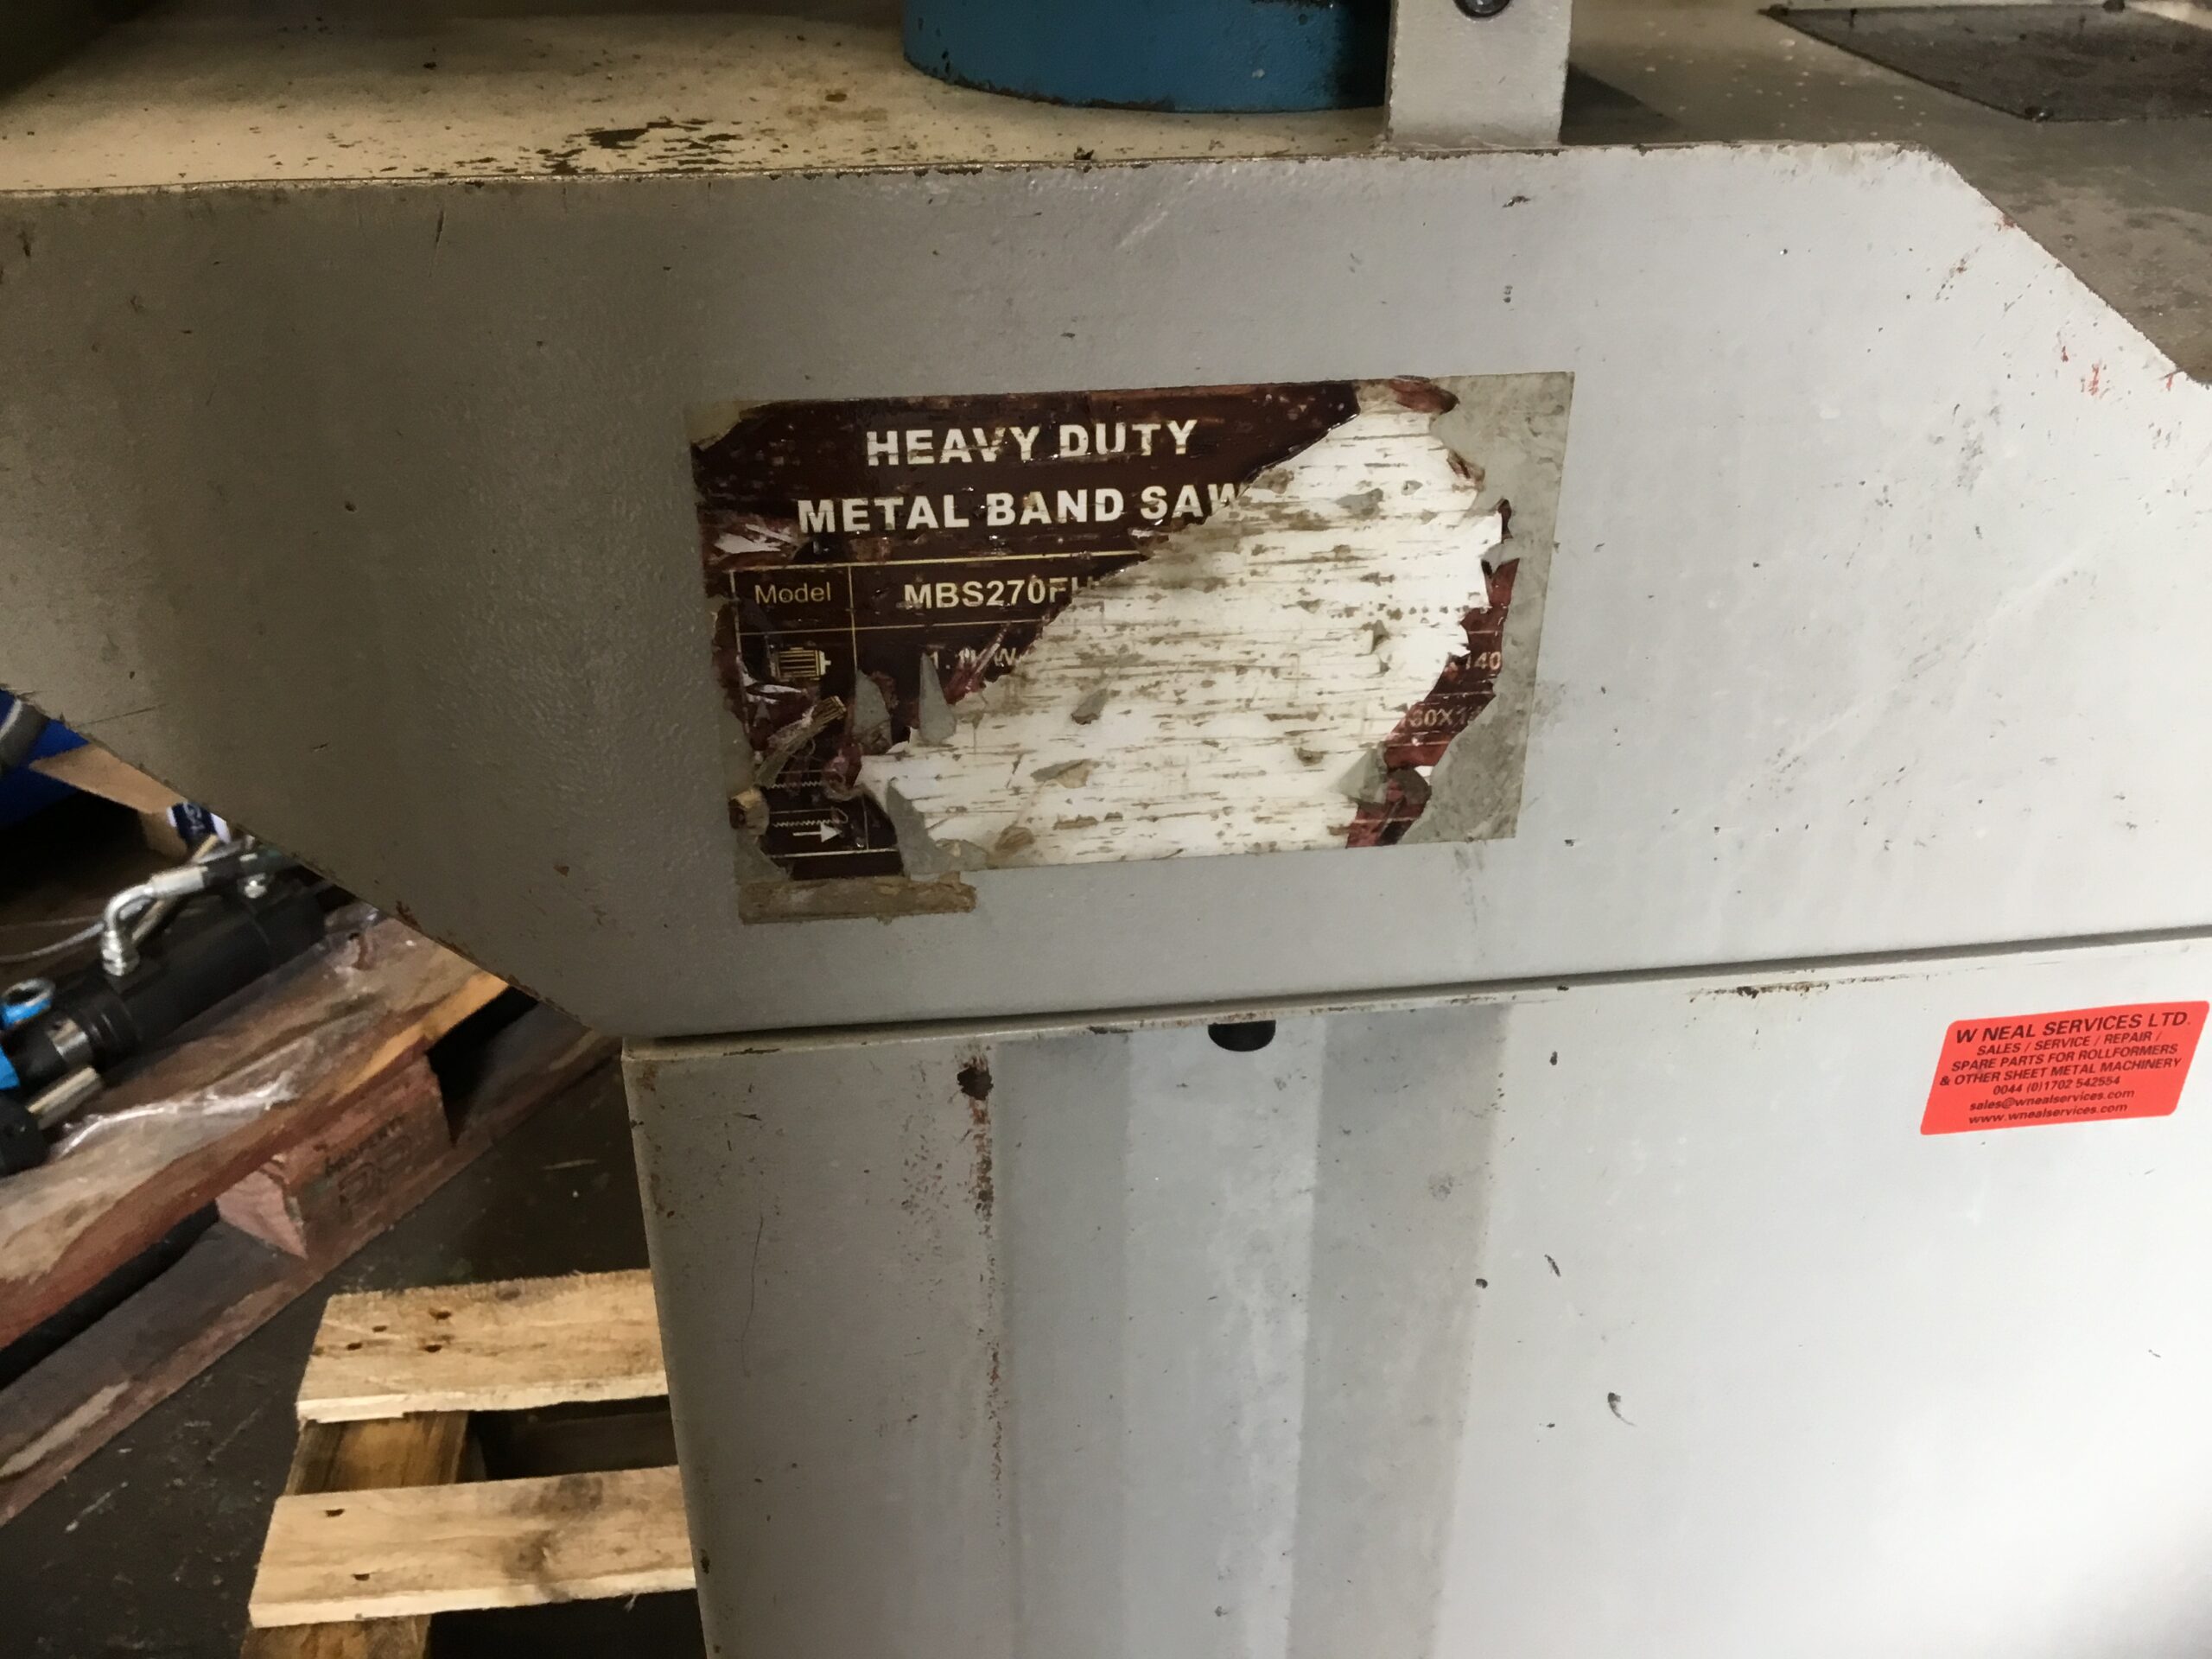 HEAVY DUTY
METAL BAND SAW
Model MBS270F
W NEAL SERVICES LTD.
SALES / SERVICE / REPAIR /
SPARE PARTS FOR ROLLFORMERS
& OTHER SHEET METAL MACHINERY
0044 (0)1702 542554
sales@wnealservices.com
www.wnealservices.com